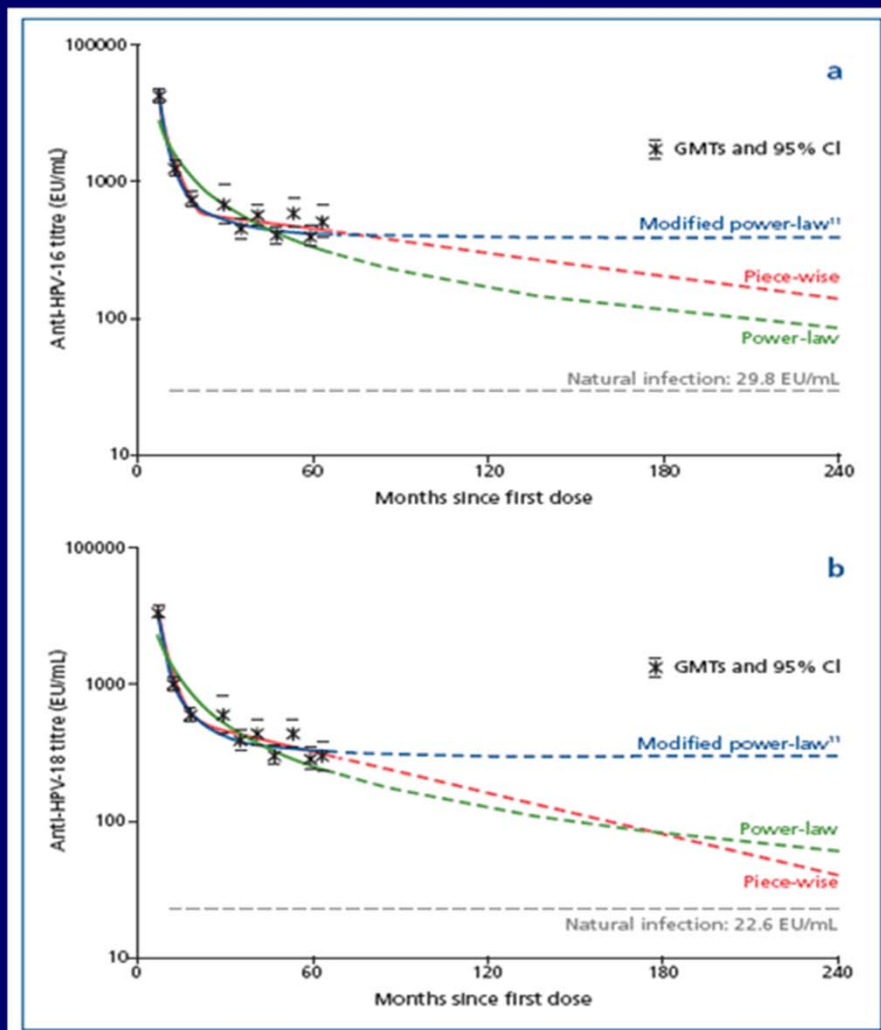 a
Anti-HPV-16 titre (EU/mL)
100000
1000
100
10
GMTs and 95% CI
Modified power-law¹¹
Piece-wise
Power-law
Natural infection: 29.8 EU/mL
0 60 120 180 240
Months since first dose
b
Anti-HPV-18 titre (EU/mL)
100000
1000
100
10
GMTs and 95% CI
Modified power-law¹¹
Power-law
Piece-wise
Natural infection: 22.6 EU/mL
0 60 120 180 240
Months since first dose